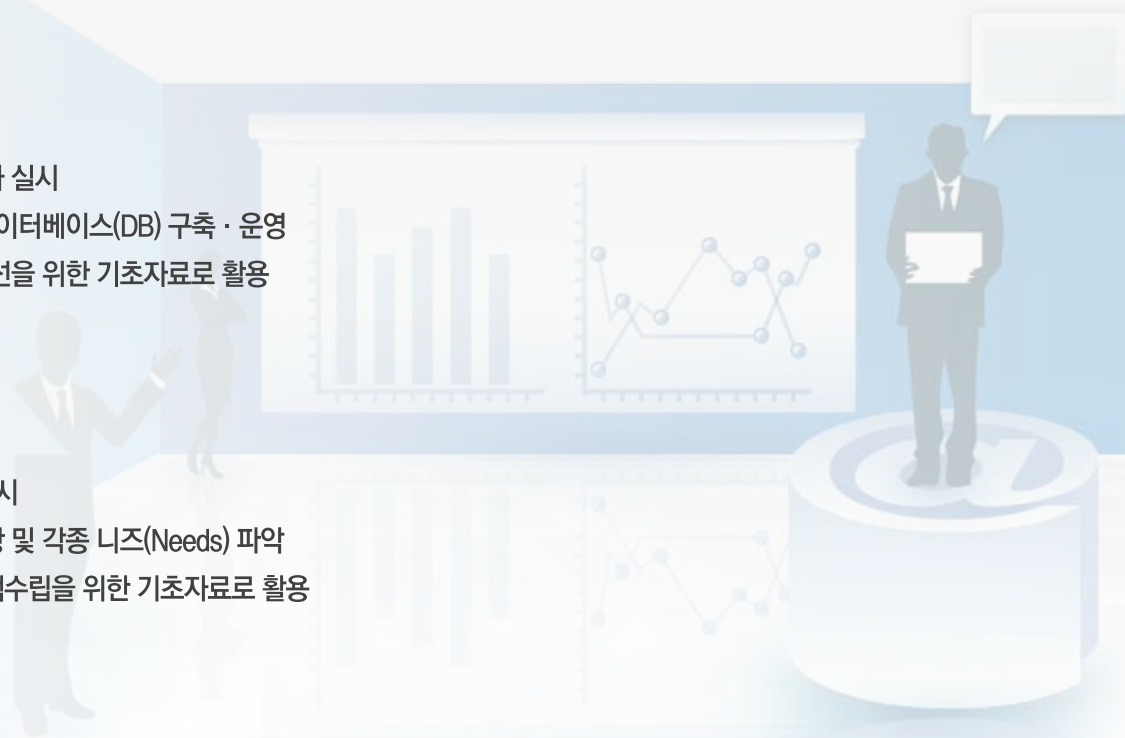 실시
이터베이스(DB) 구축 · 운영
선을 위한 기초자료로 활용
시
및 각종 니즈(Needs) 파악
수립을 위한 기초자료로 활용